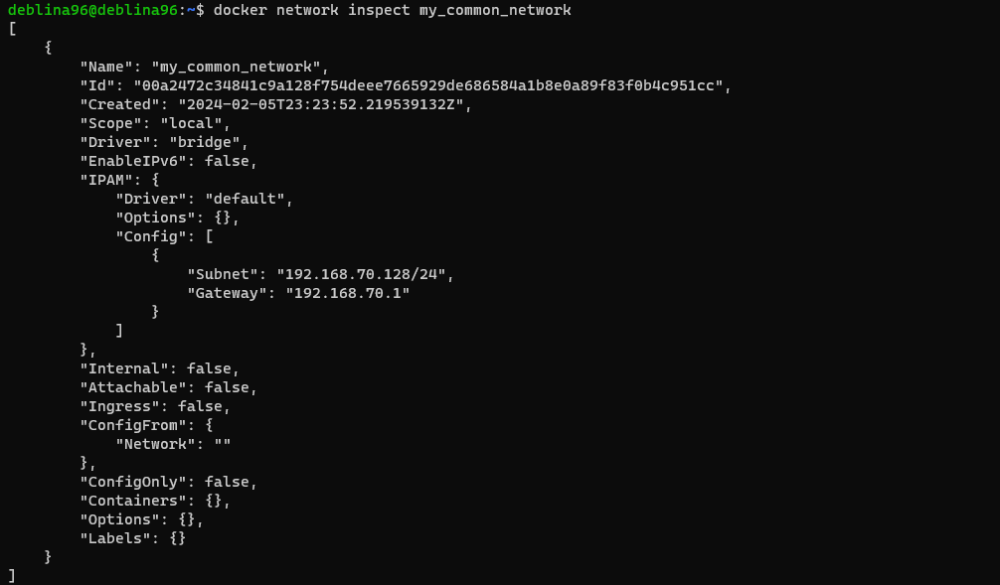 deblina96@deblina96:~$ docker network inspect my_common_network
[
    {
        "Name": "my_common_network",
        "Id": "00a2472c34841c9a128f754deee7665929de686584a1b8e0a89f83f0b4c951cc",
        "Created": "2024-02-05T23:23:52.219539132Z",
        "Scope": "local",
        "Driver": "bridge",
        "EnableIPv6": false,
        "IPAM": {
            "Driver": "default",
            "Options": {},
            "Config": [
                {
                    "Subnet": "192.168.70.128/24",
                    "Gateway": "192.168.70.1"
                }
            ]
        },
        "Internal": false,
        "Attachable": false,
        "Ingress": false,
        "ConfigFrom": {
            "Network": ""
        },
        "ConfigOnly": false,
        "Containers": {},
        "Options": {},
        "Labels": {}
    }
]